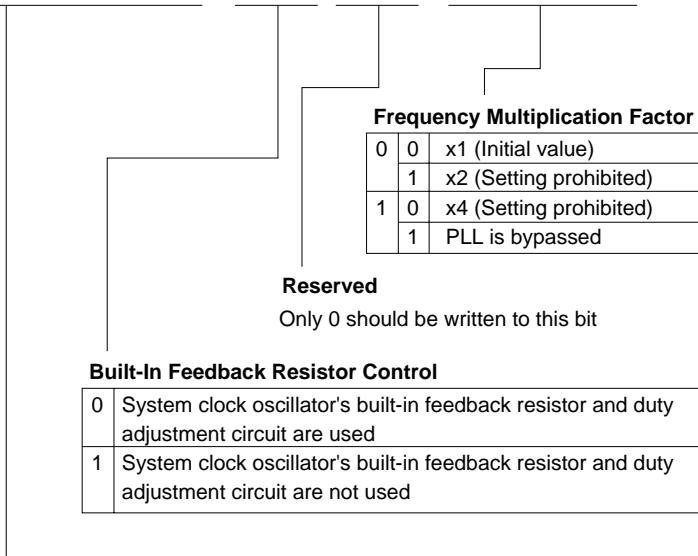 Frequency Multiplication Factor
0 0 x1 (Initial value)
1 x2 (Setting prohibited)
1 0 x4 (Setting prohibited)
1 PLL is bypassed
Reserved
Only 0 should be written to this bit
Built-In Feedback Resistor Control
0 System clock oscillator's built-in feedback resistor and duty
adjustment circuit are used
1 System clock oscillator's built-in feedback resistor and duty
adjustment circuit are not used